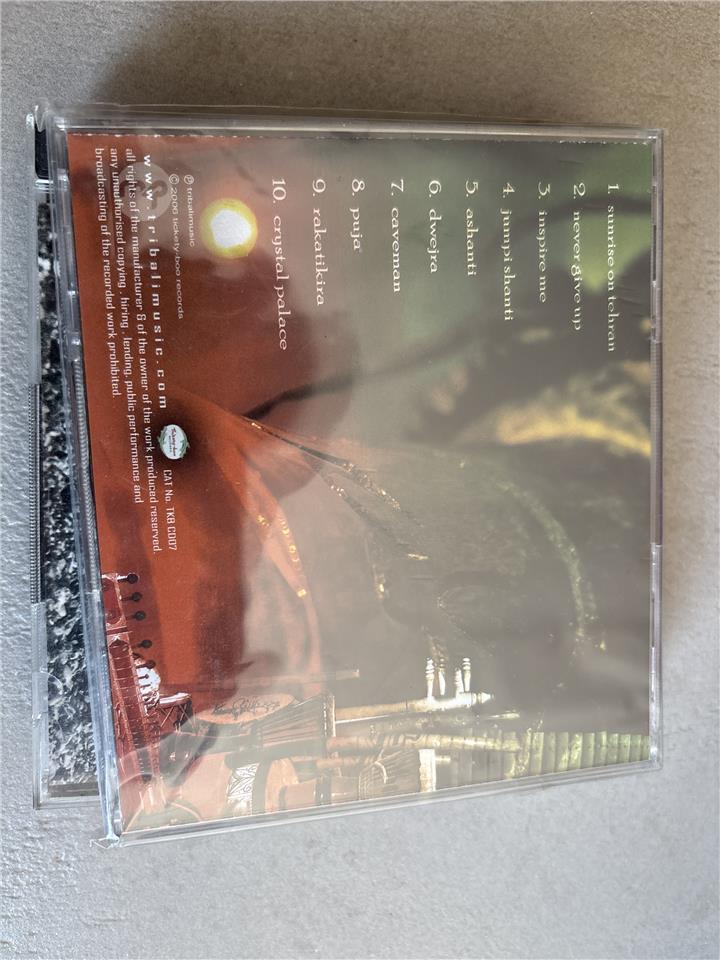 1. sunrise on tehran
2. never give up
3. inspire me
4. jumpi shanti
5. ashanti
6. dwejra
7. caveman
8. puja
9. rakatikira
10. crystal palace
℗ tribalimusic
© 2006 tickety-boo records
www.tribalimusic.com
CAT No. TKB CD07
all rights of the manufacturer & of the owner of the work produced reserved.
any unauthorised copying, hiring, lending, public performance and
broadcasting of the recorded work prohibited.